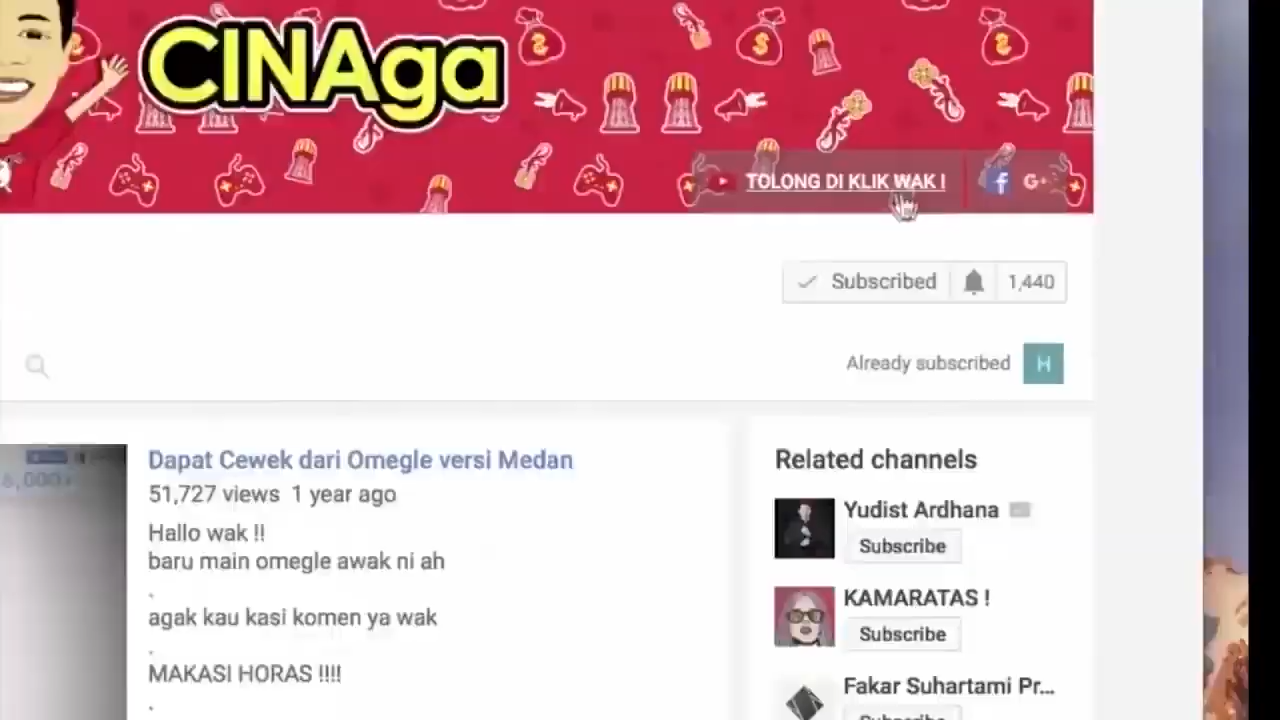 CINAga
TOLONG DI KLIK WAK !
f
G+
Subscribed
1,440
Already subscribed
H
Dapat Cewek dari Omegle versi Medan
51,727 views 1 year ago
Hallo wak !!
baru main omegle awak ni ah
.
agak kau kasi komen ya wak
.
MAKASI HORAS !!!!
.
Related channels
Yudist Ardhana
Subscribe
KAMARATAS !
Subscribe
Fakar Suhartami Pr...
Subscribe